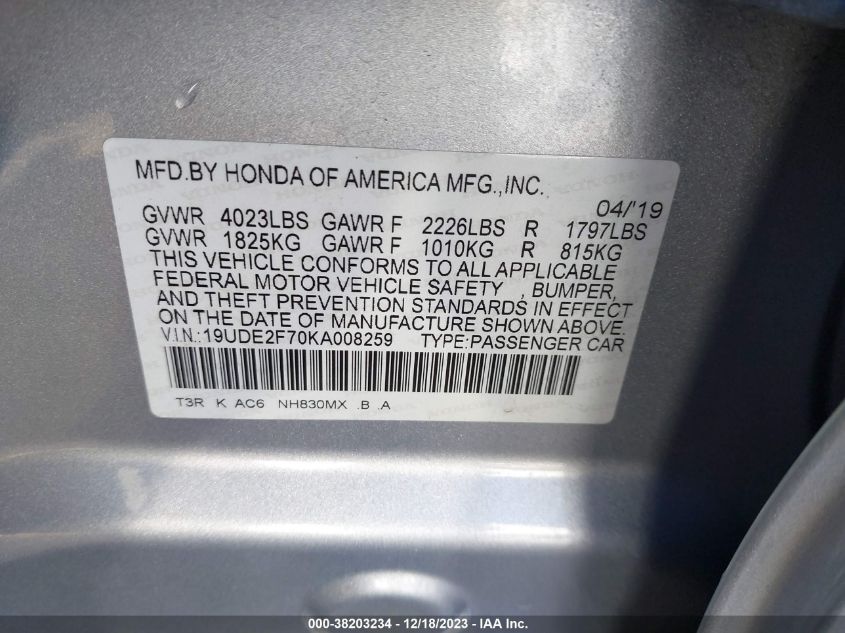 MFD.BY HONDA OF AMERICA MFG.,INC.
04/'19
GVWR 4023LBS GAWR F 2226LBS R 1797LBS
GVWR 1825KG GAWR F 1010KG R 815KG
THIS VEHICLE CONFORMS TO ALL APPLICABLE
FEDERAL MOTOR VEHICLE SAFETY , BUMPER,
AND THEFT PREVENTION STANDARDS IN EFFECT
ON THE DATE OF MANUFACTURE SHOWN ABOVE.
V.I.N.:19UDE2F70KA008259 TYPE:PASSENGER CAR
T3R K AC6 NH830MX .B .A
000-38203234 - 12/18/2023 - IAA Inc.